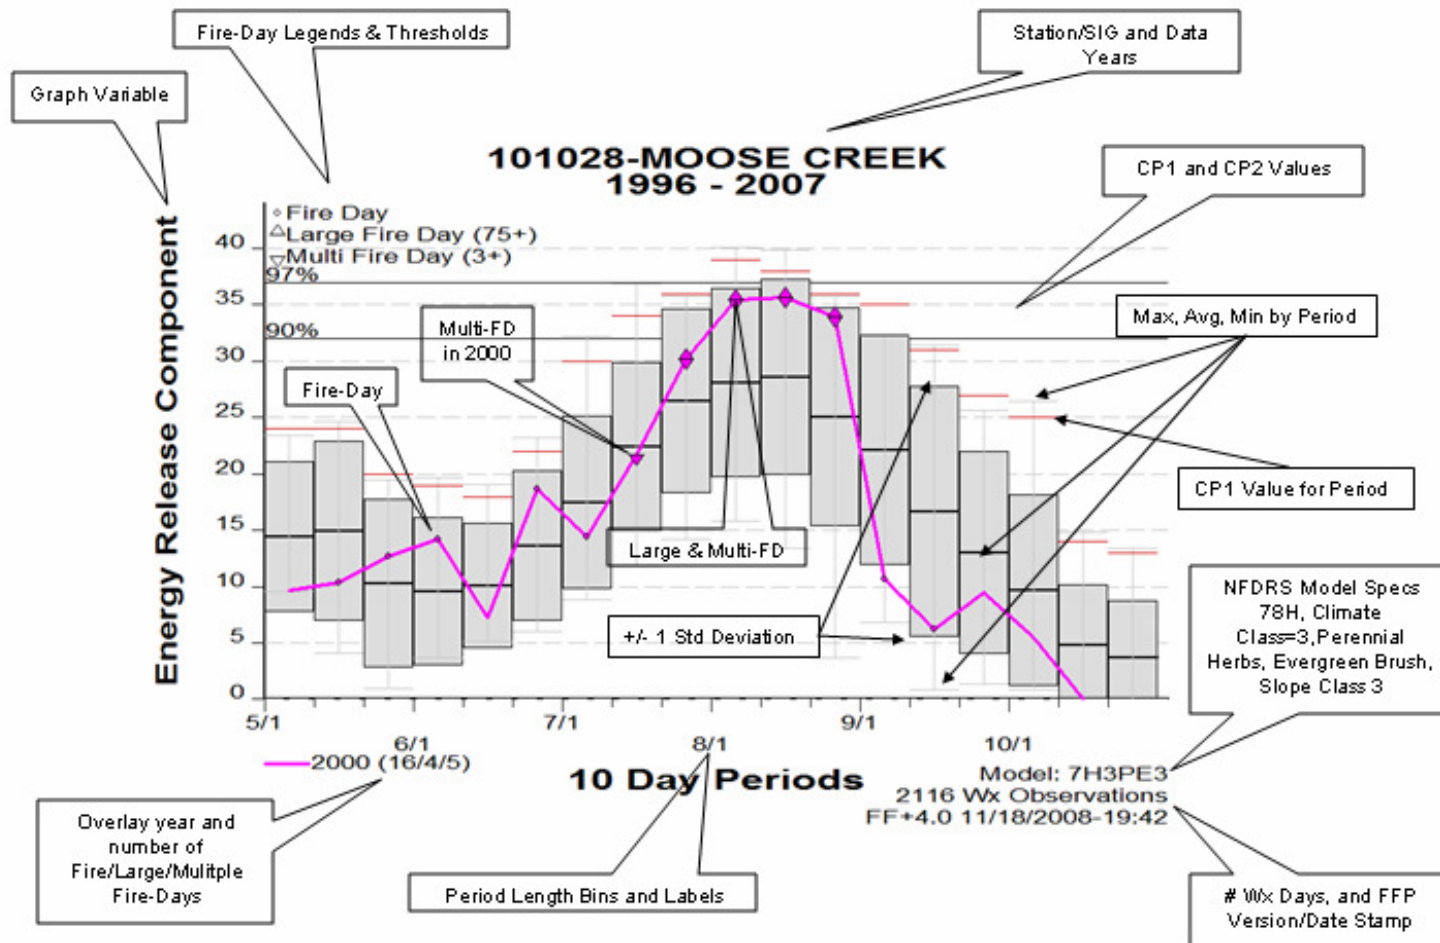 Fire-Day Legends & Thresholds
Station/SIG and Data
Years
Graph Variable
101028-MOOSE CREEK
1996 - 2007
CP1 and CP2 Values
Energy Release Component
Fire Day
Large Fire Day (75+)
Multi Fire Day (3+)
97%
90%
40
35
30
25
20
15
10
5
0
Multi-FD
in 2000
Fire-Day
Max, Avg, Min by Period
CP1 Value for Period
Large & Multi-FD
+/- 1 Std Deviation
NFDRS Model Specs
78H, Climate
Class=3,Perennial
Herbs, Evergreen Brush,
Slope Class 3
5/1
6/1
7/1
8/1
9/1
10/1
2000 (16/4/5)
10 Day Periods
Model: 7H3PE3
2116 Wx Observations
FF+4.0 11/18/2008-19:42
Overlay year and
number of
Fire/Large/Mulitple
Fire-Days
Period Length Bins and Labels
# Wx Days, and FFP
Version/Date Stamp